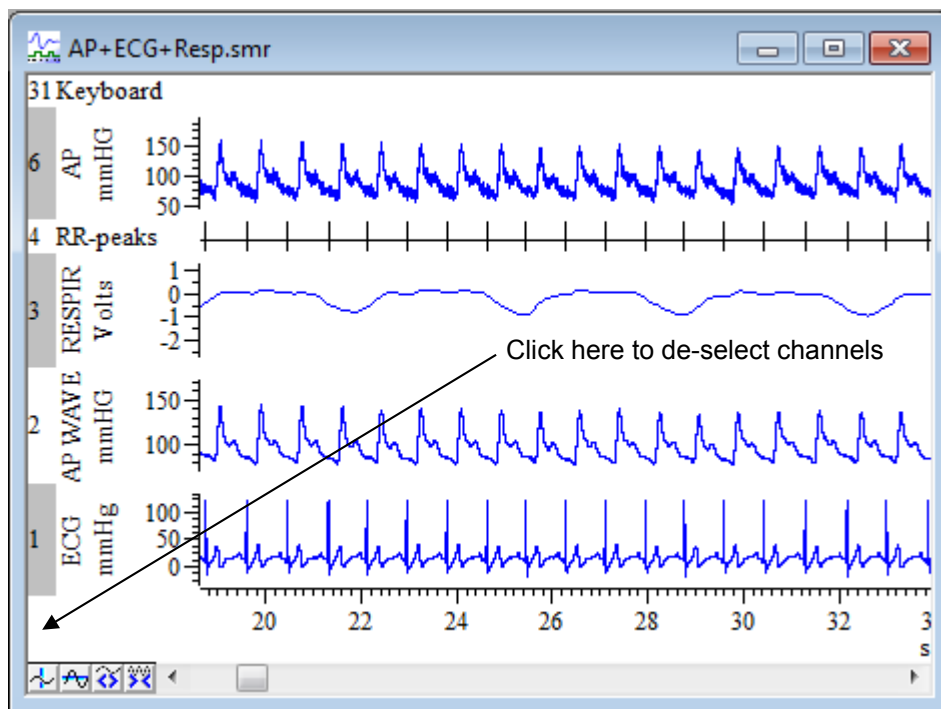 AP+ECG+Resp.smr
31 Keyboard
6 AP mmHG 150 100 50
4 RR-peaks
3 RESPIR Volts 1 0 -1 -2
Click here to de-select channels
2 AP WAVE mmHG 150 100
1 ECG mmHg 100 50 0
20 22 24 26 28 30 32 3
s